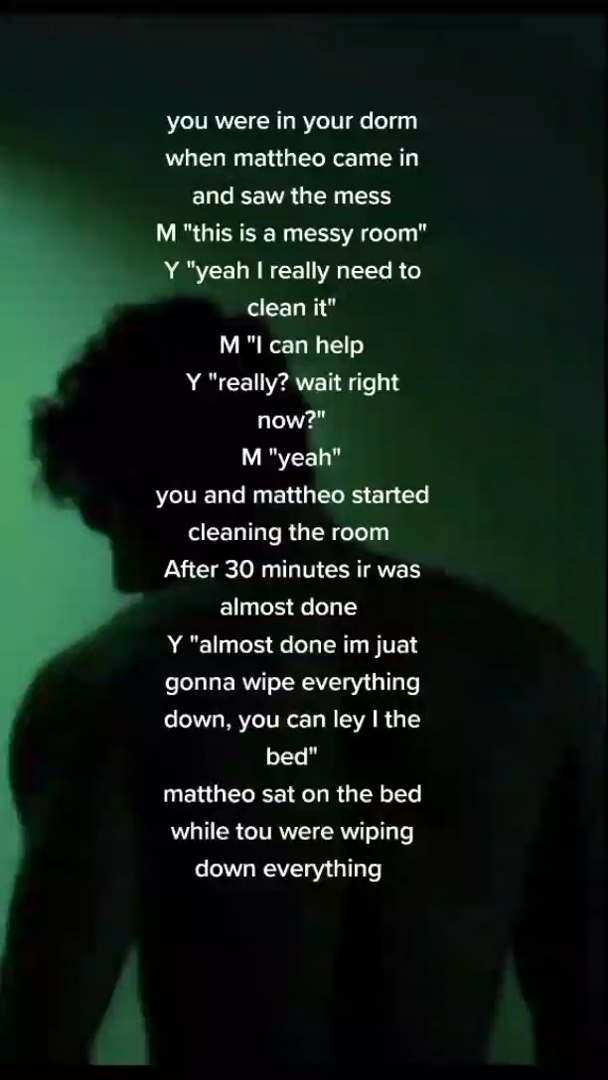 you were in your dorm
when mattheo came in
and saw the mess
M "this is a messy room"
Y "yeah I really need to
clean it"
M "I can help
Y "really? wait right
now?"
M "yeah"
you and mattheo started
cleaning the room
After 30 minutes ir was
almost done
Y "almost done im juat
gonna wipe everything
down, you can ley I the
bed"
mattheo sat on the bed
while tou were wiping
down everything